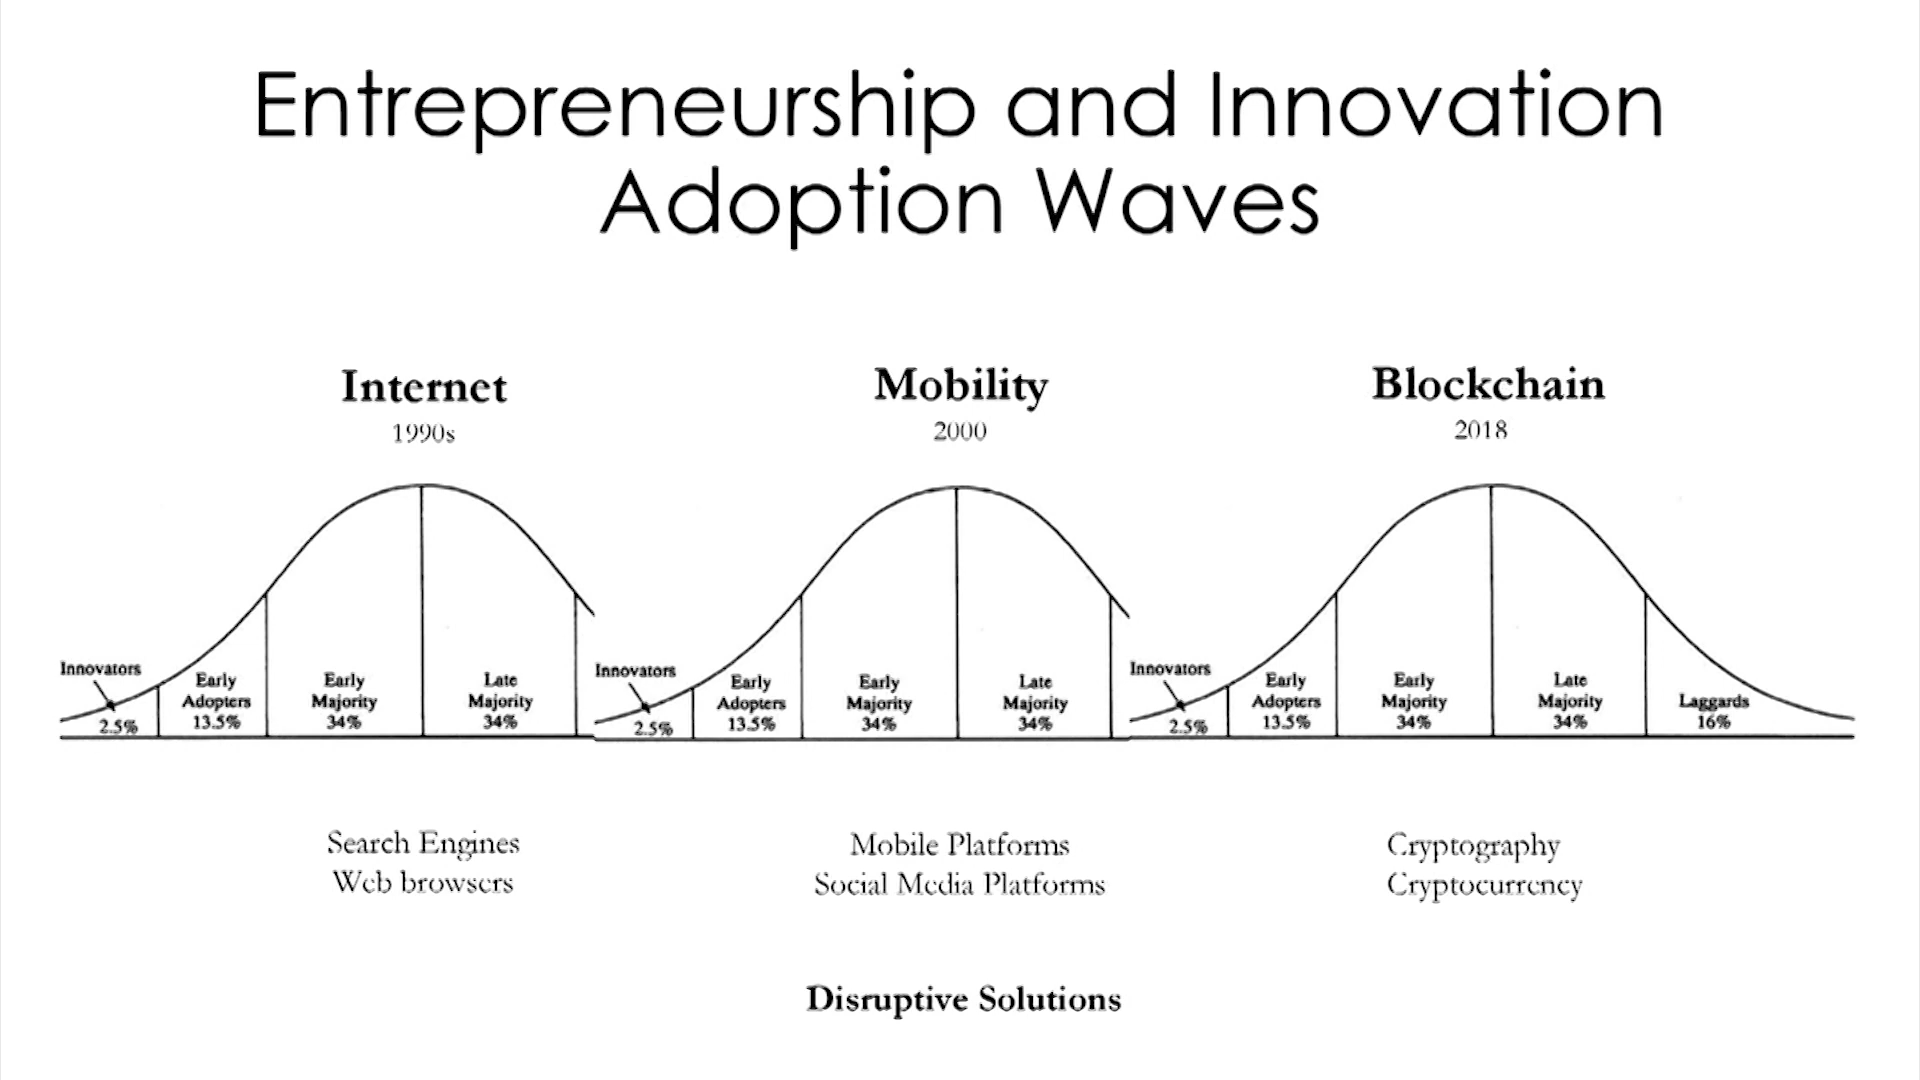 Entrepreneurship and Innovation
Adoption Waves
Internet
1990s
Innovators
2.5%
Early
Adopters
13.5%
Early
Majority
34%
Late
Majority
34%
Search Engines
Web browsers
Mobility
2000
Innovators
2.5%
Early
Adopters
13.5%
Early
Majority
34%
Late
Majority
34%
Mobile Platforms
Social Media Platforms
Blockchain
2018
Innovators
2.5%
Early
Adopters
13.5%
Early
Majority
34%
Late
Majority
34%
Laggards
16%
Cryptography
Cryptocurrency
Disruptive Solutions